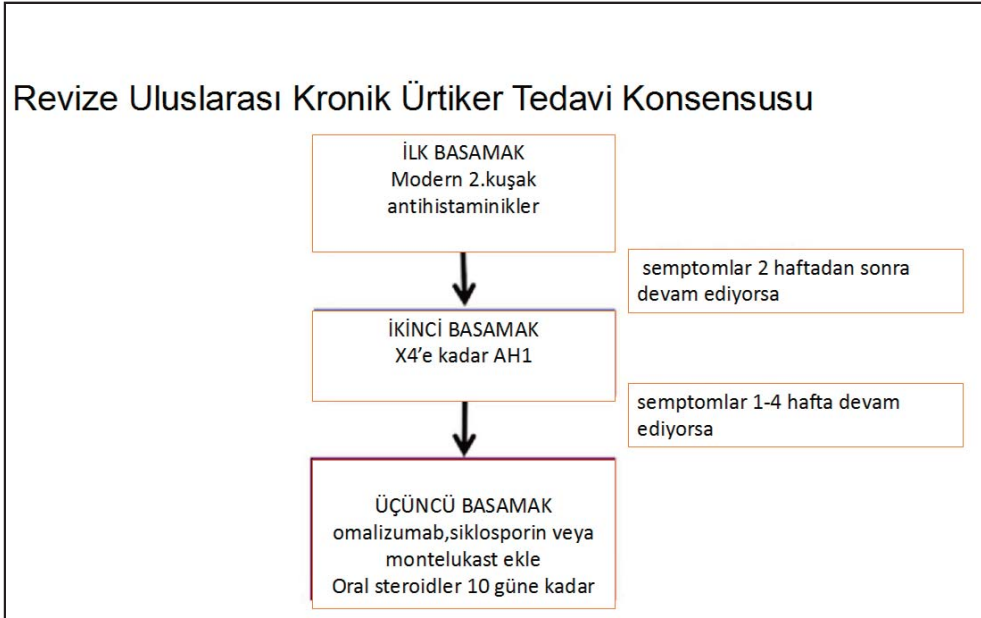 Revize Uluslarası Kronik Ürtiker Tedavi Konsensusu
İLK BASAMAK
Modern 2.kuşak
antihistaminikler
semptomlar 2 haftadan sonra
devam ediyorsa
İKİNCİ BASAMAK
X4’e kadar AH1
semptomlar 1-4 hafta devam
ediyorsa
ÜÇÜNCÜ BASAMAK
omalizumab,siklosporin veya
montelukast ekle
Oral steroidler 10 güne kadar